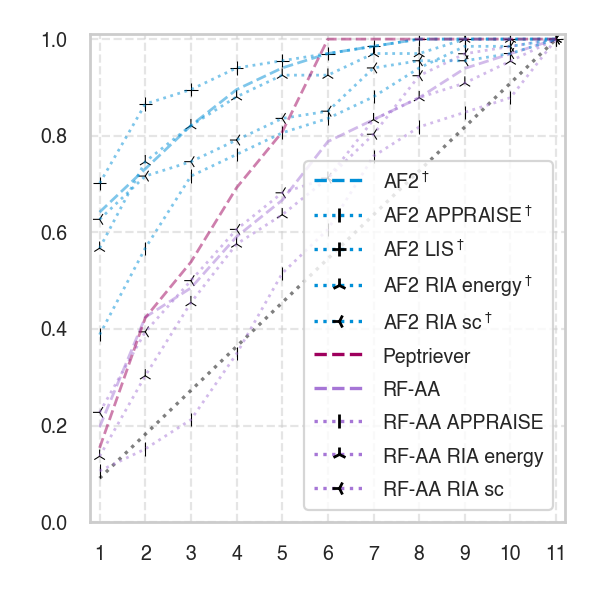 1.0
0.8
0.6
0.4
0.2
0.0
AF2†
AF2 APPRAISE†
AF2 LIS†
AF2 RIA energy†
AF2 RIA sc†
Peptriever
RF-AA
RF-AA APPRAISE
RF-AA RIA energy
RF-AA RIA sc
1 2 3 4 5 6 7 8 9 10 11